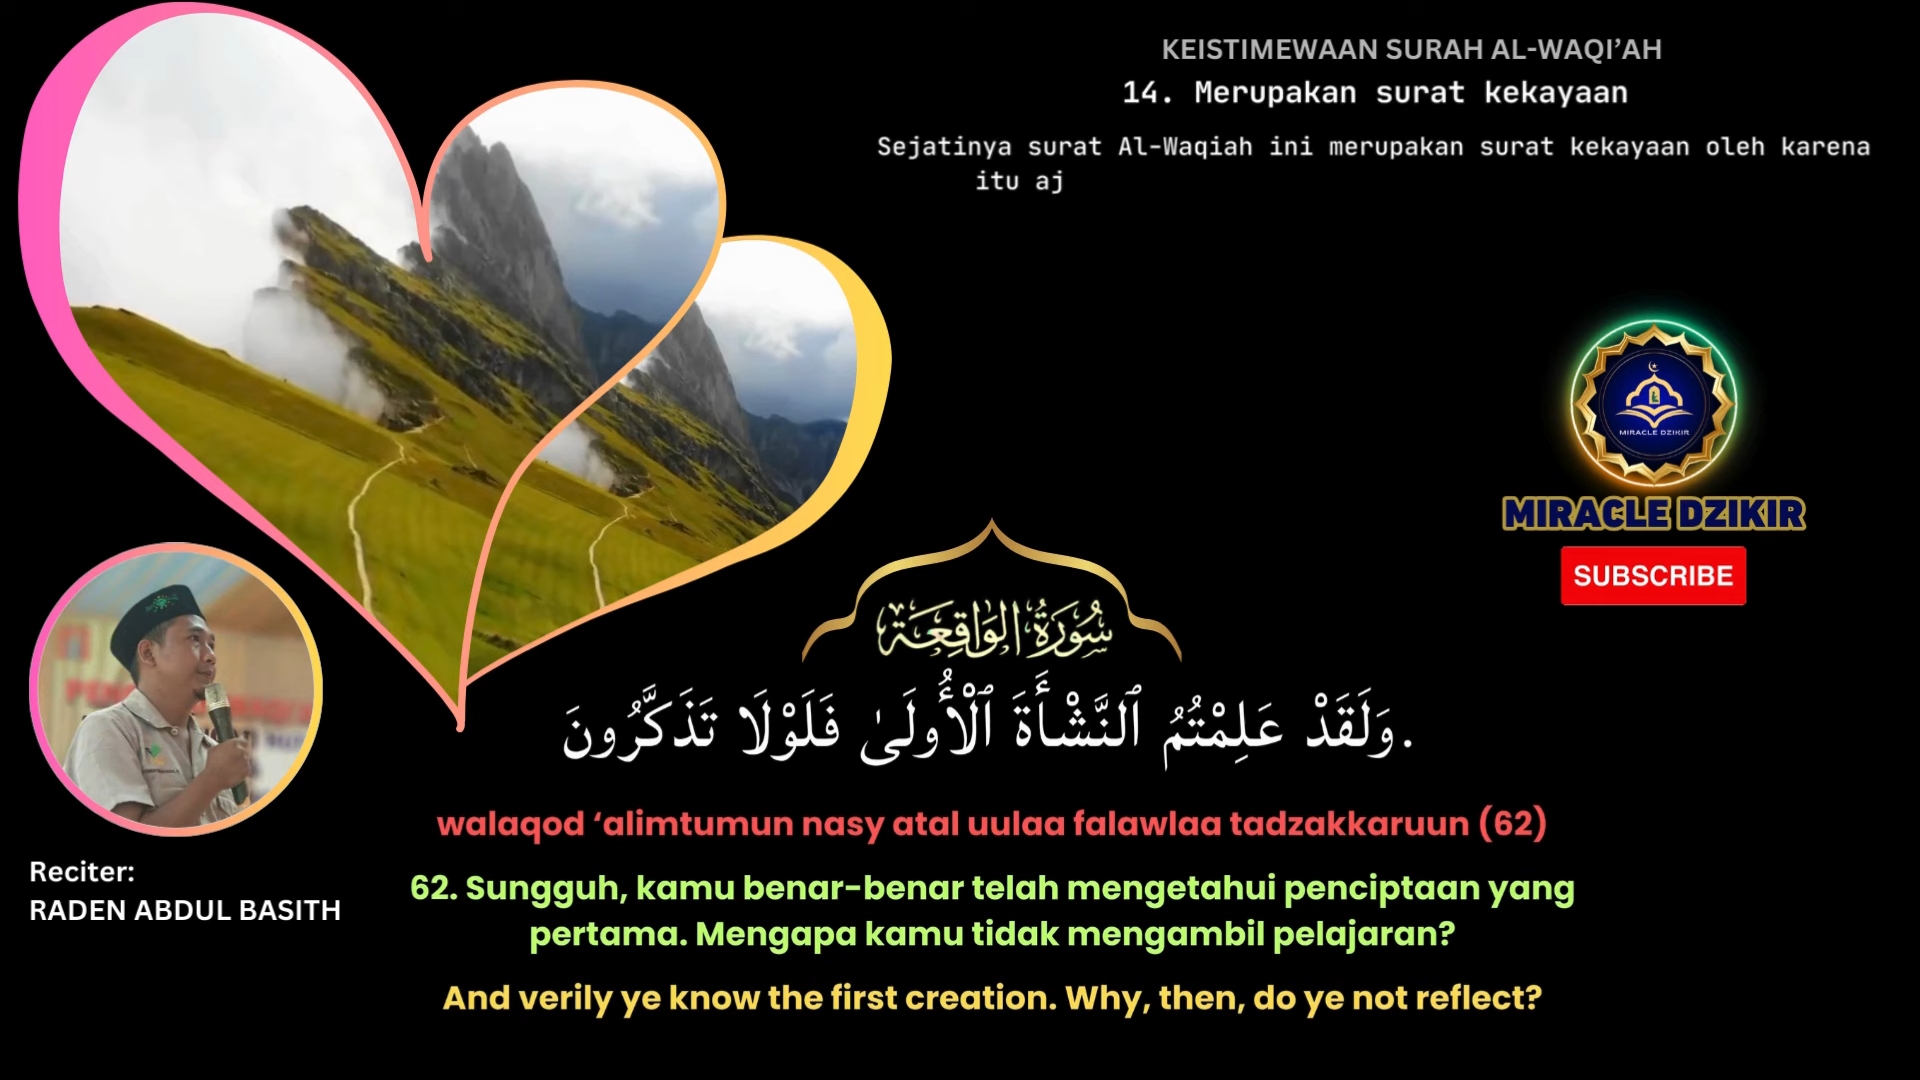 KEISTIMEWAAN SURAH AL-WAQI’AH
14. Merupakan surat kekayaan
Sejatinya surat Al-Waqiah ini merupakan surat kekayaan oleh karena
itu aj
MIRACLE DZIKIR
MIRACLE DZIKIR
SUBSCRIBE
سُورَةُ الوَاقِعَة
وَلَقَدْ عَلِمْتُمُ ٱلنَّشْأَةَ ٱلْأُولَىٰ فَلَوْلَا تَذَكَّرُونَ.
walaqod ‘alimtumun nasy atal uulaa falawlaa tadzakkaruun (62)
62. Sungguh, kamu benar-benar telah mengetahui penciptaan yang
pertama. Mengapa kamu tidak mengambil pelajaran?
And verily ye know the first creation. Why, then, do ye not reflect?
Reciter:
RADEN ABDUL BASITH